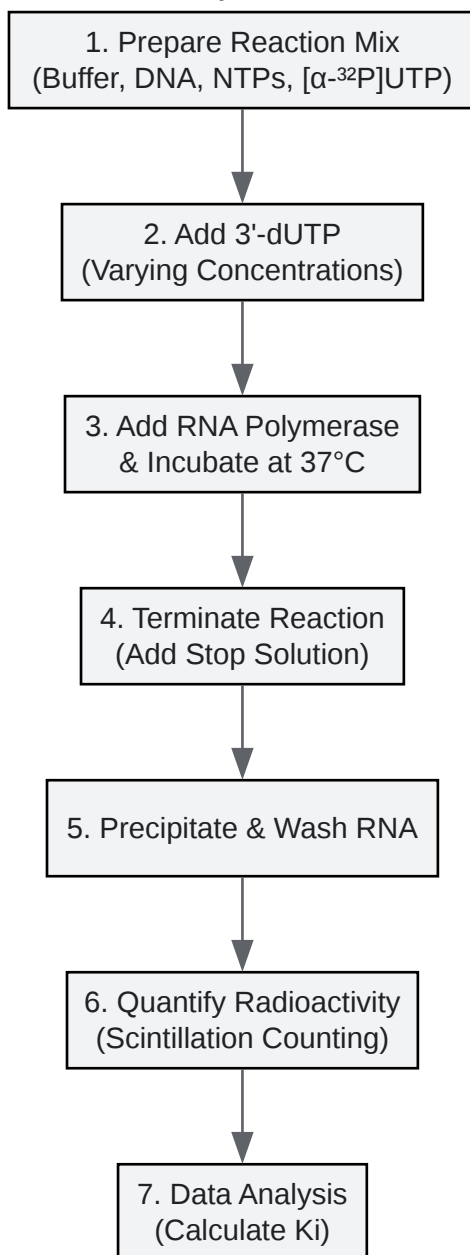 1. Prepare Reaction Mix
(Buffer, DNA, NTPs, [α-³²P]UTP)
2. Add 3'-dUTP
(Varying Concentrations)
3. Add RNA Polymerase
& Incubate at 37°C
4. Terminate Reaction
(Add Stop Solution)
5. Precipitate & Wash RNA
6. Quantify Radioactivity
(Scintillation Counting)
7. Data Analysis
(Calculate Ki)